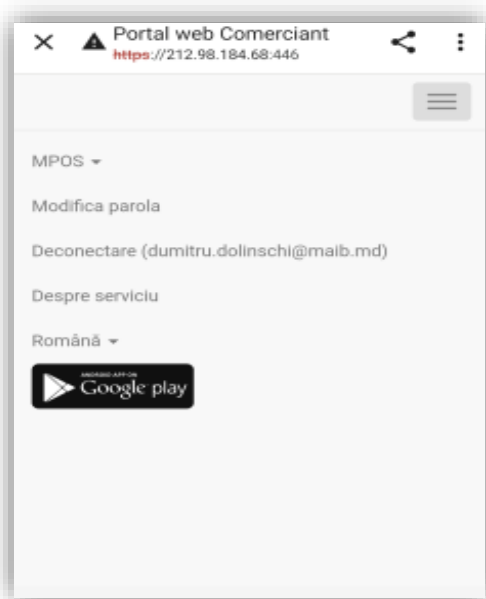 Portal web Comerciant
https://212.98.184.68:446
MPOS
Modifica parola
Deconectare (dumitru.dolinschi@maib.md)
Despre serviciu
Română
ANDROID APP ON
Google play